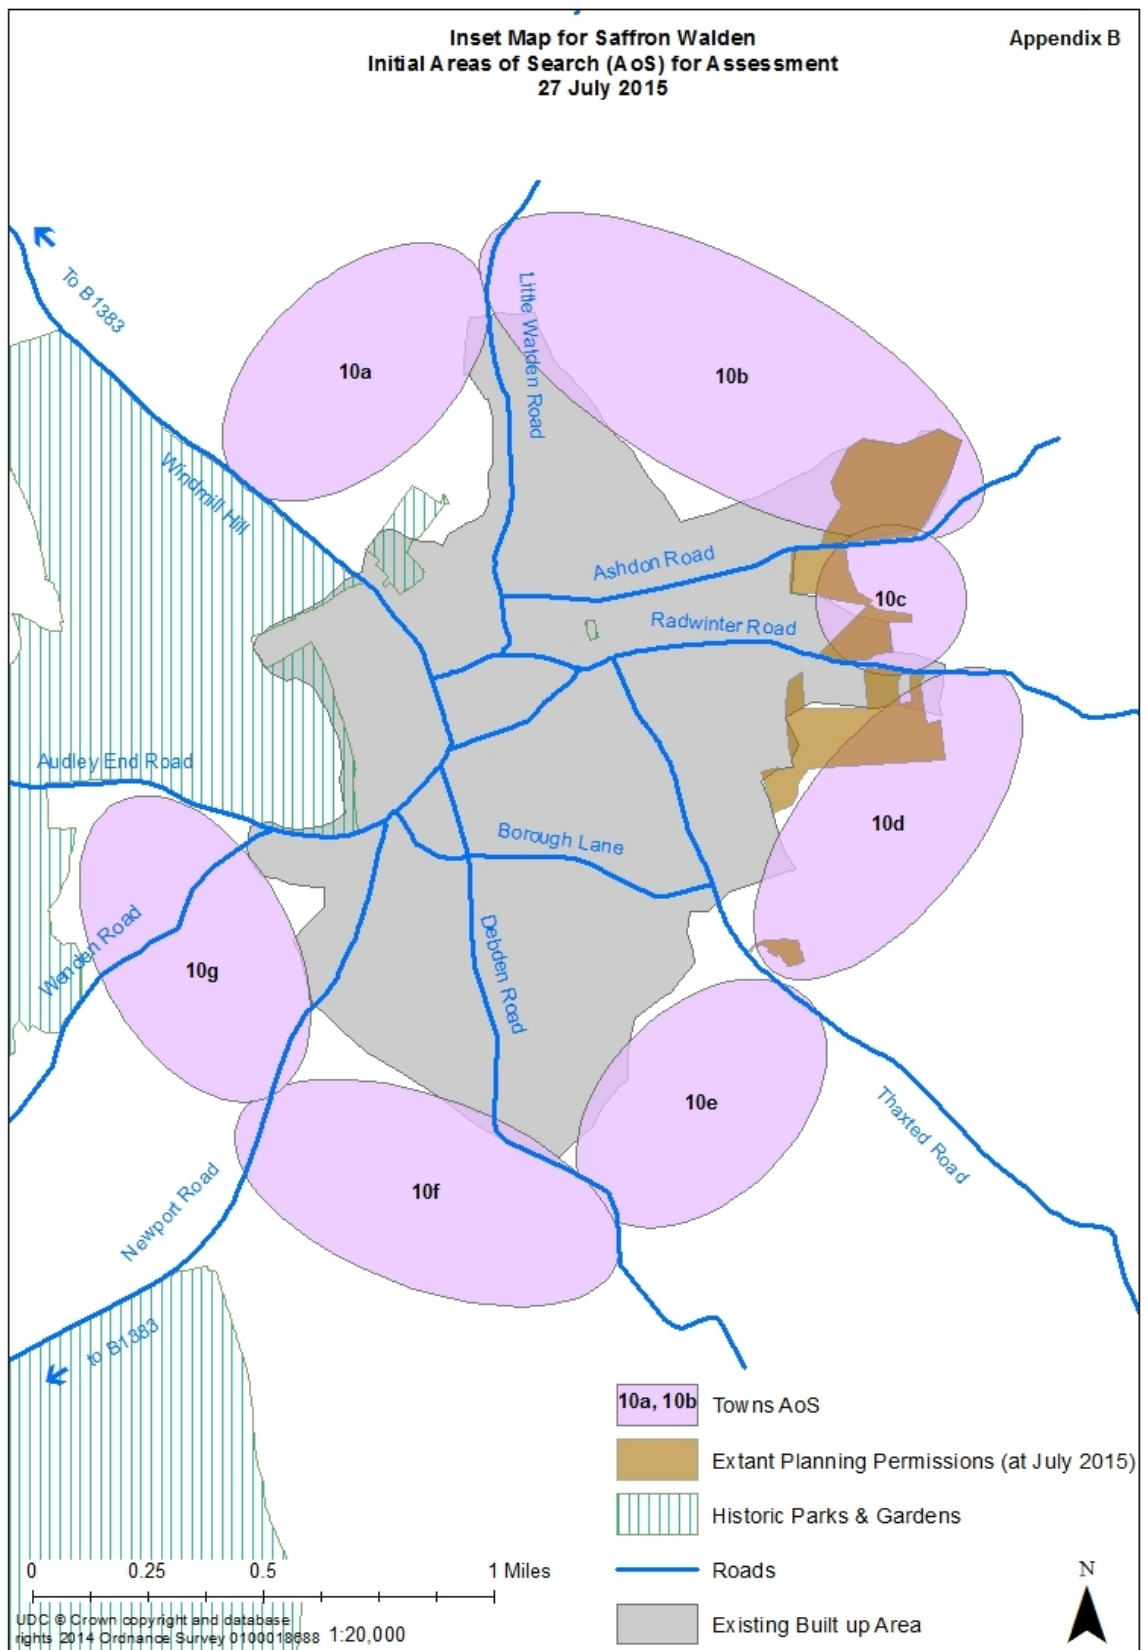 Inset Map for Saffron Walden
Appendix B
Initial Areas of Search (AoS) for Assessment
27 July 2015
To B1383
Little Walden Road
10a
10b
Windmill Hill
Ashdon Road
10c
Radwinter Road
Audley End Road
10d
Borough Lane
Wenden Road
10g
Debden Road
10e
Thaxted Road
10f
Newport Road
to B1383
10a, 10b Towns AoS
Extant Planning Permissions (at July 2015)
Historic Parks & Gardens
0 0.25 0.5 1 Miles
Roads
N
UDC © Crown copyright and database
rights 2014 Ordnance Survey 0100018688 1:20,000
Existing Built up Area